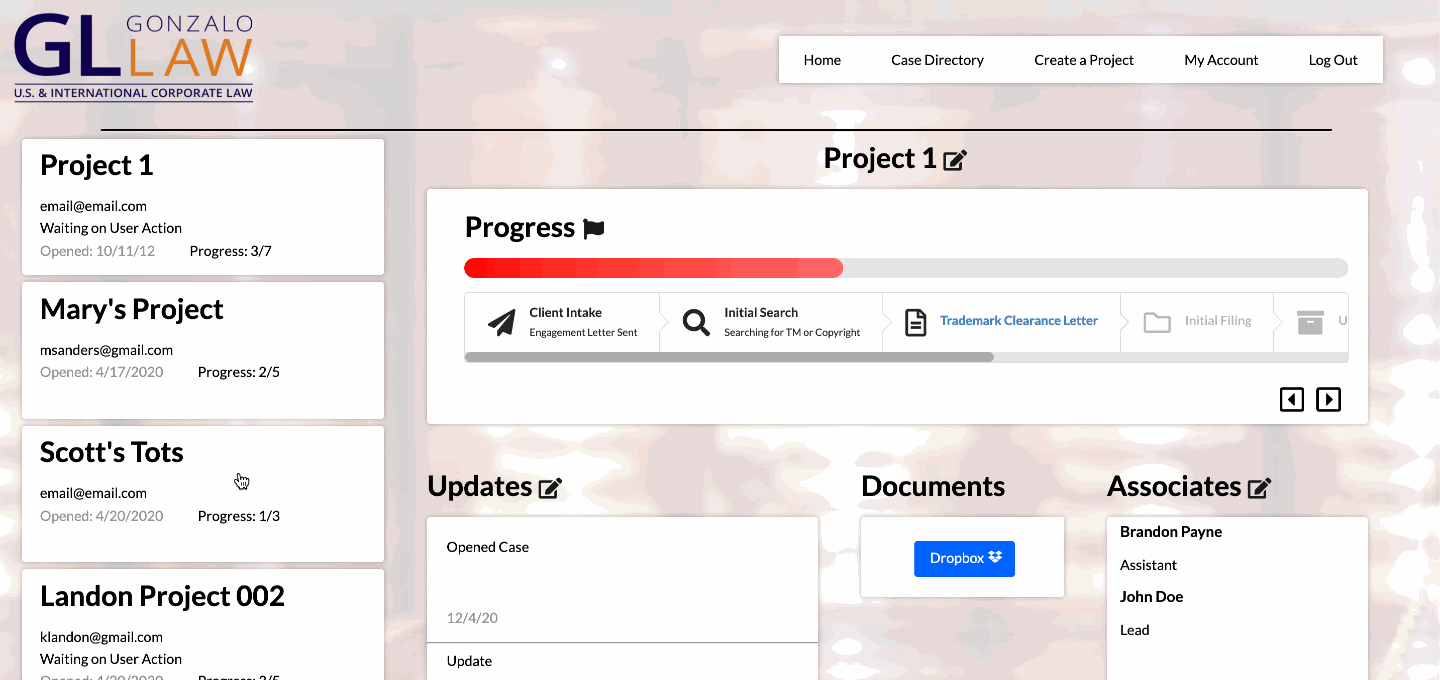 GL GONZALO
LAW
U.S. & INTERNATIONAL CORPORATE LAW
Home Case Directory Create a Project My Account Log Out
Project 1
email@email.com
Waiting on User Action
Opened: 10/11/12 Progress: 3/7
Mary's Project
msanders@gmail.com
Opened: 4/17/2020 Progress: 2/5
Scott's Tots
email@email.com
Opened: 4/20/2020 Progress: 1/3
Landon Project 002
klandon@gmail.com
Waiting on User Action
Project 1
Progress
Client Intake
Engagement Letter Sent
Initial Search
Searching for TM or Copyright
Trademark Clearance Letter
Initial Filing
U
Updates
Opened Case
12/4/20
Update
Documents
Dropbox
Associates
Brandon Payne
Assistant
John Doe
Lead